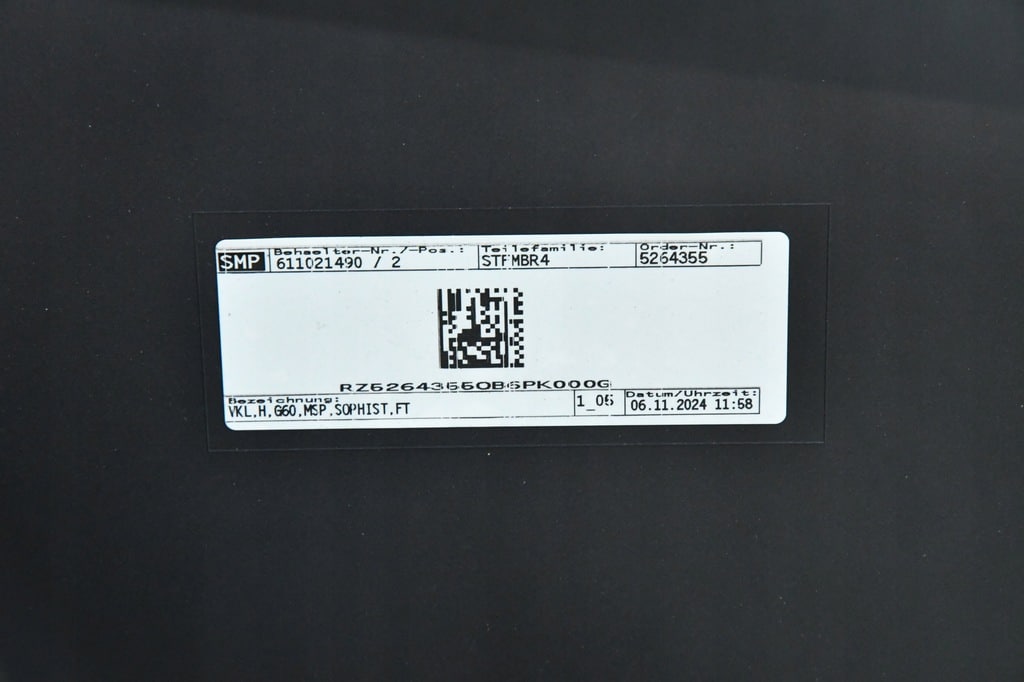 SMP
Behaelter-Nr./-Pos.: Teilefamilie: Order-Nr.:
611021490 / 2 STFMBR4 5264355
RZ5264355OB5PK000G
Bezeichnung: Datum/Uhrzeit:
VKL,H,G60,MSP,SOPHIST,FT 1_05 06.11.2024 11:58